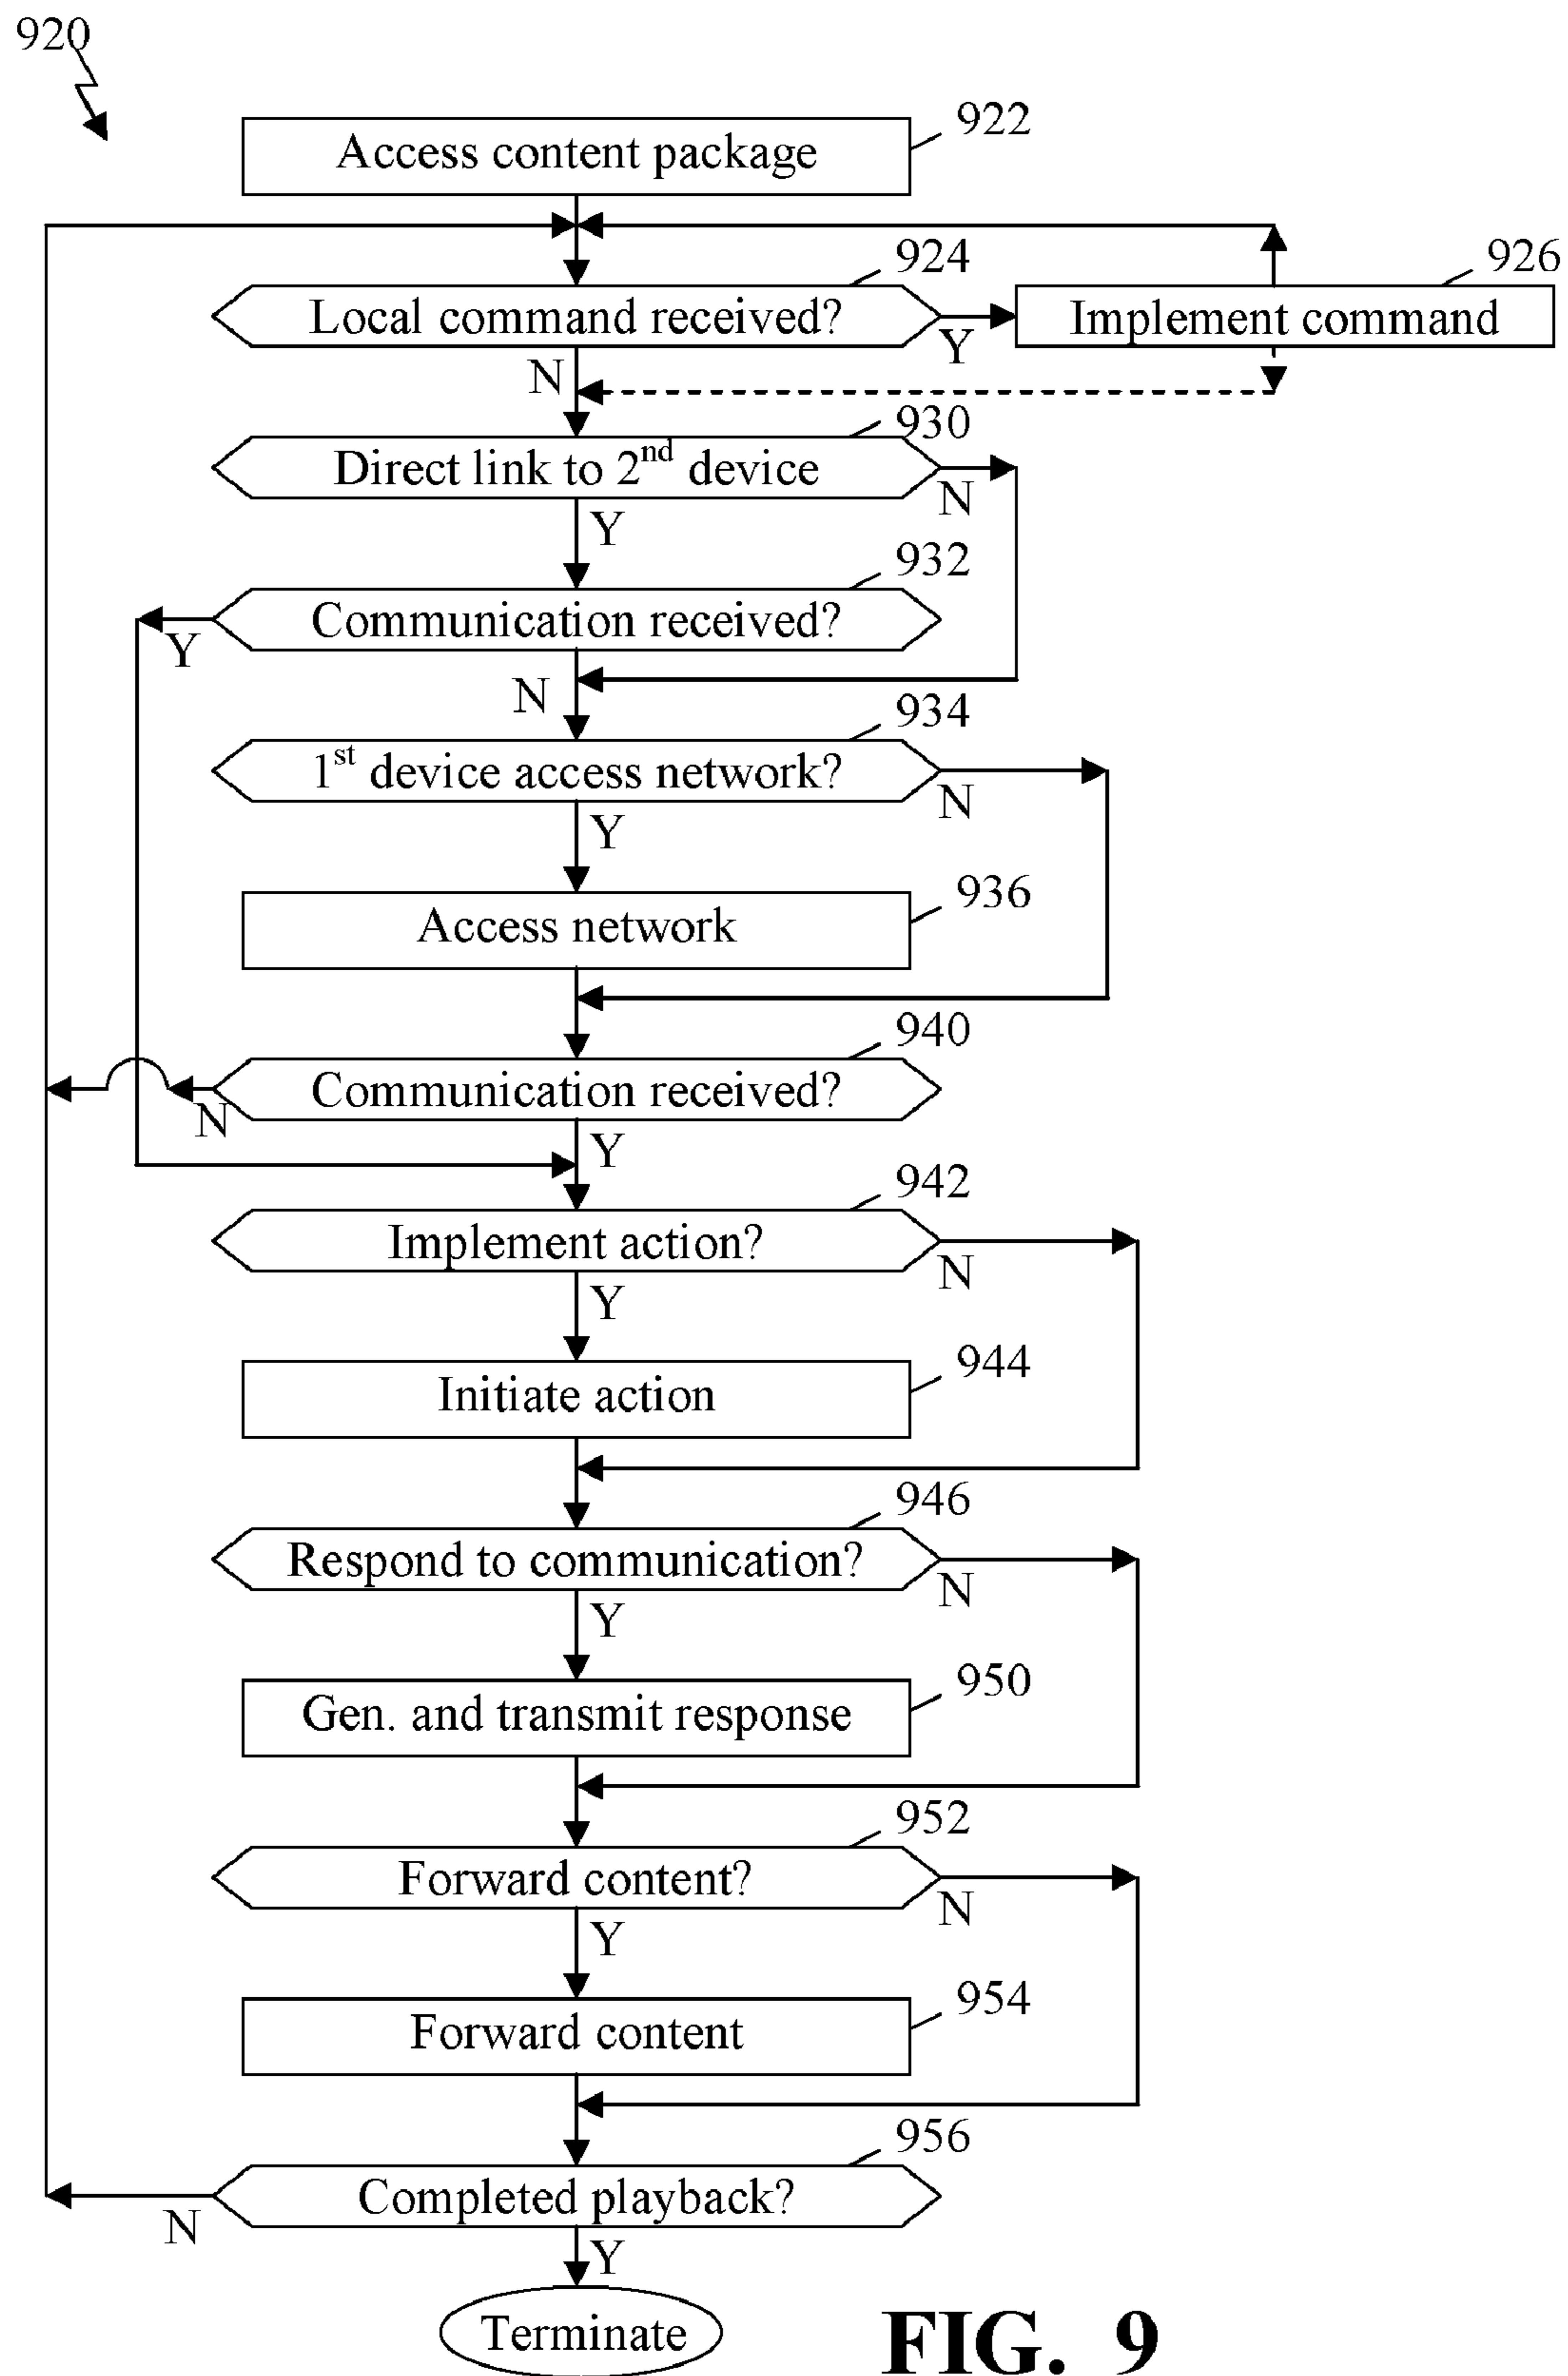 920
922
Access content package
924
Local command received?
926
Implement command
Y
N
930
Direct link to 2nd device
N
Y
932
Communication received?
Y
N
934
1st device access network?
N
Y
936
Access network
940
Communication received?
N
Y
942
Implement action?
N
Y
944
Initiate action
946
Respond to communication?
N
Y
950
Gen. and transmit response
952
Forward content?
N
Y
954
Forward content
956
Completed playback?
N
Y
Terminate
FIG. 9